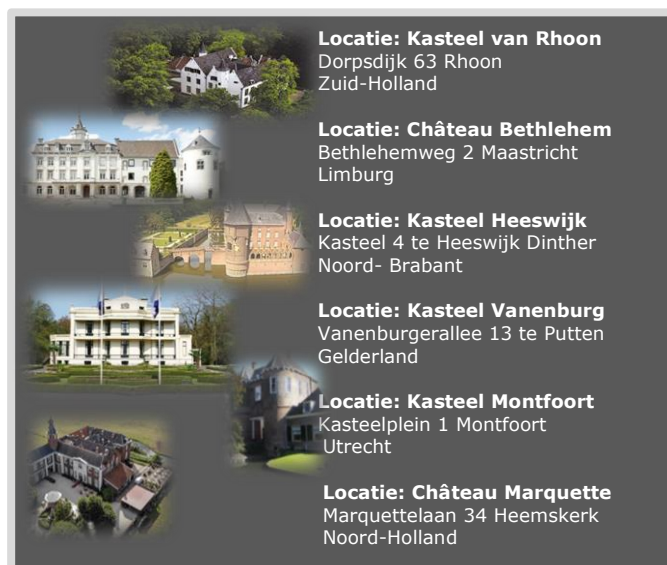 Locatie: Kasteel van Rhoon
Dorpsdijk 63 Rhoon
Zuid-Holland
Locatie: Château Bethlehem
Bethlehemweg 2 Maastricht
Limburg
Locatie: Kasteel Heeswijk
Kasteel 4 te Heeswijk Dinther
Noord- Brabant
Locatie: Kasteel Vanenburg
Vanenburgerallee 13 te Putten
Gelderland
Locatie: Kasteel Montfoort
Kasteelplein 1 Montfoort
Utrecht
Locatie: Château Marquette
Marquettelaan 34 Heemskerk
Noord-Holland